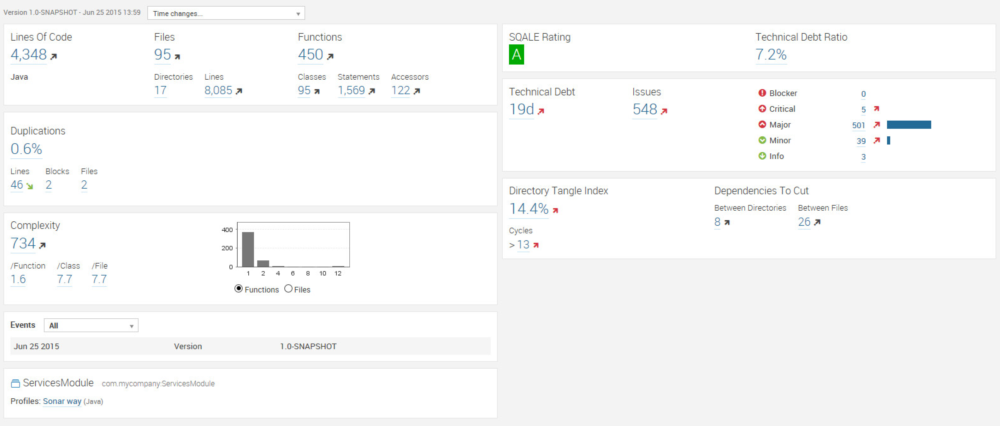 Version 1.0-SNAPSHOT - Jun 25 2015 13:59 Time changes...
Lines Of Code Files Functions
4,348 95 450
Java Directories Lines Classes Statements Accessors
17 8,085 95 1,569 122
Duplications
0.6%
Lines Blocks Files
46 2 2
Complexity
734
/Function /Class /File
1.6 7.7 7.7
400
200
0
1 2 4 6 8 10 12
Functions Files
Events All
Jun 25 2015 Version 1.0-SNAPSHOT
ServicesModule com.mycompany:ServicesModule
Profiles: Sonar way (Java)
SQALE Rating Technical Debt Ratio
A 7.2%
Technical Debt Issues
19d 548
Blocker 0
Critical 5
Major 501
Minor 39
Info 3
Directory Tangle Index
14.4%
Cycles
> 13
Dependencies To Cut
Between Directories Between Files
8 26